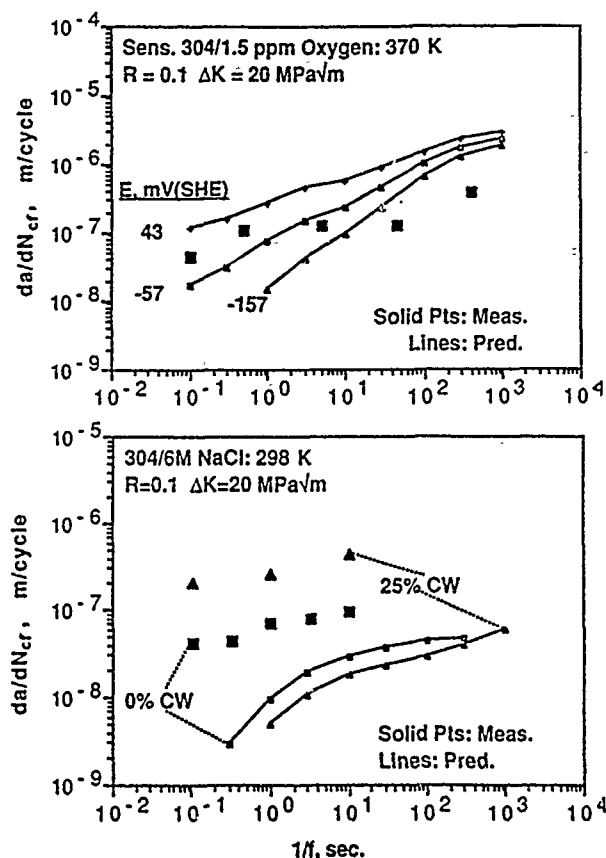 10⁻⁴
Sens. 304/1.5 ppm Oxygen: 370 K
R = 0.1 ΔK = 20 MPa√m
10⁻⁵
10⁻⁶
E, mV(SHE)
43
10⁻⁷
-57
-157
10⁻⁸
Solid Pts: Meas.
Lines: Pred.
10⁻⁹
da/dN_cf, m/cycle
10⁻² 10⁻¹ 10⁰ 10¹ 10² 10³ 10⁴
10⁻⁵
304/6M NaCl: 298 K
R=0.1 ΔK=20 MPa√m
10⁻⁶
25% CW
10⁻⁷
0% CW
10⁻⁸
Solid Pts: Meas.
Lines: Pred.
10⁻⁹
da/dN_cf, m/cycle
10⁻² 10⁻¹ 10⁰ 10¹ 10² 10³ 10⁴
1/f, sec.